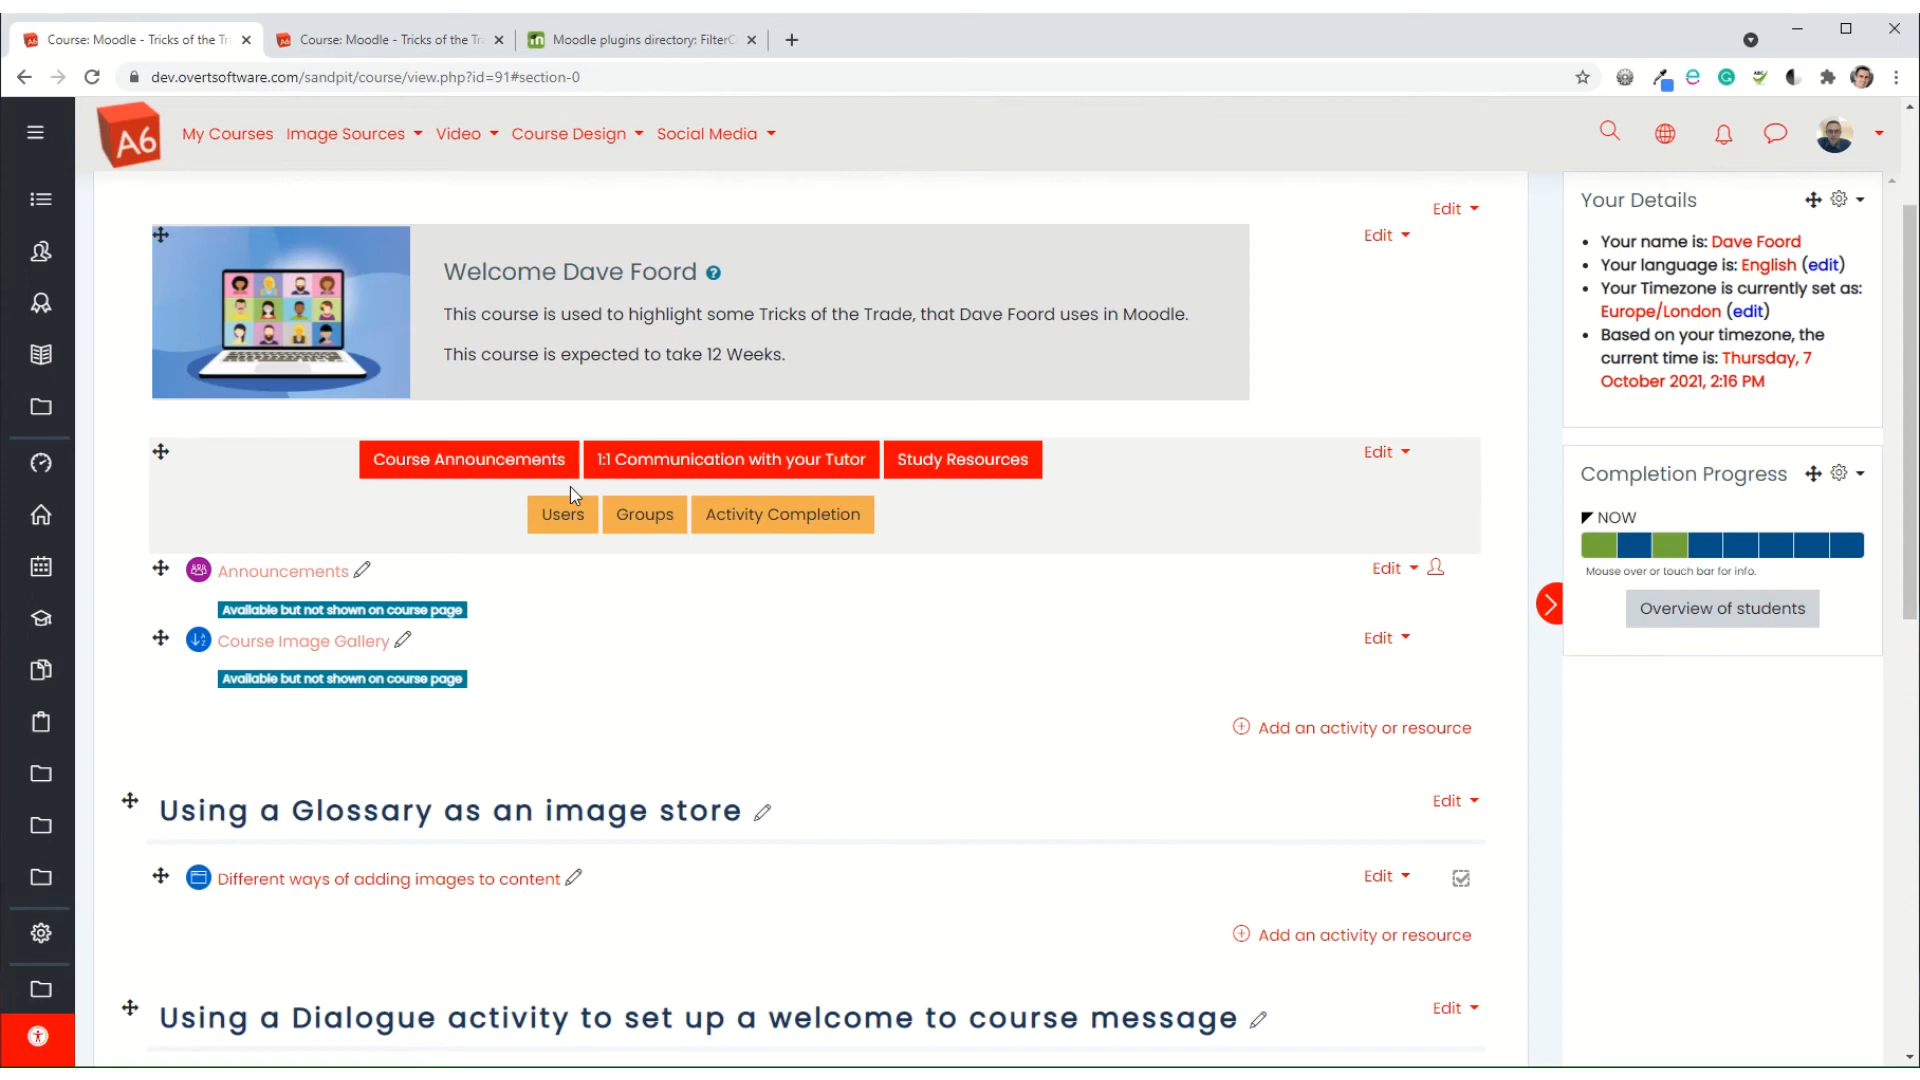 Course: Moodle - Tricks of the Tr
Course: Moodle - Tricks of the Tr
Moodle plugins directory: FilterC
dev.overtsoftware.com/sandpit/course/view.php?id=91#section-0
A6
My Courses
Image Sources
Video
Course Design
Social Media
Edit
Edit
Welcome Dave Foord
This course is used to highlight some Tricks of the Trade, that Dave Foord uses in Moodle.
This course is expected to take 12 Weeks.
Course Announcements
1:1 Communication with your Tutor
Study Resources
Edit
Users
Groups
Activity Completion
Announcements
Edit
Available but not shown on course page
Course Image Gallery
Edit
Available but not shown on course page
Add an activity or resource
Using a Glossary as an image store
Edit
Different ways of adding images to content
Edit
Add an activity or resource
Using a Dialogue activity to set up a welcome to course message
Edit
Your Details
Your name is: Dave Foord
Your language is: English (edit)
Your Timezone is currently set as:
Europe/London (edit)
Based on your timezone, the
current time is: Thursday, 7
October 2021, 2:16 PM
Completion Progress
NOW
Mouse over or touch bar for info.
Overview of students